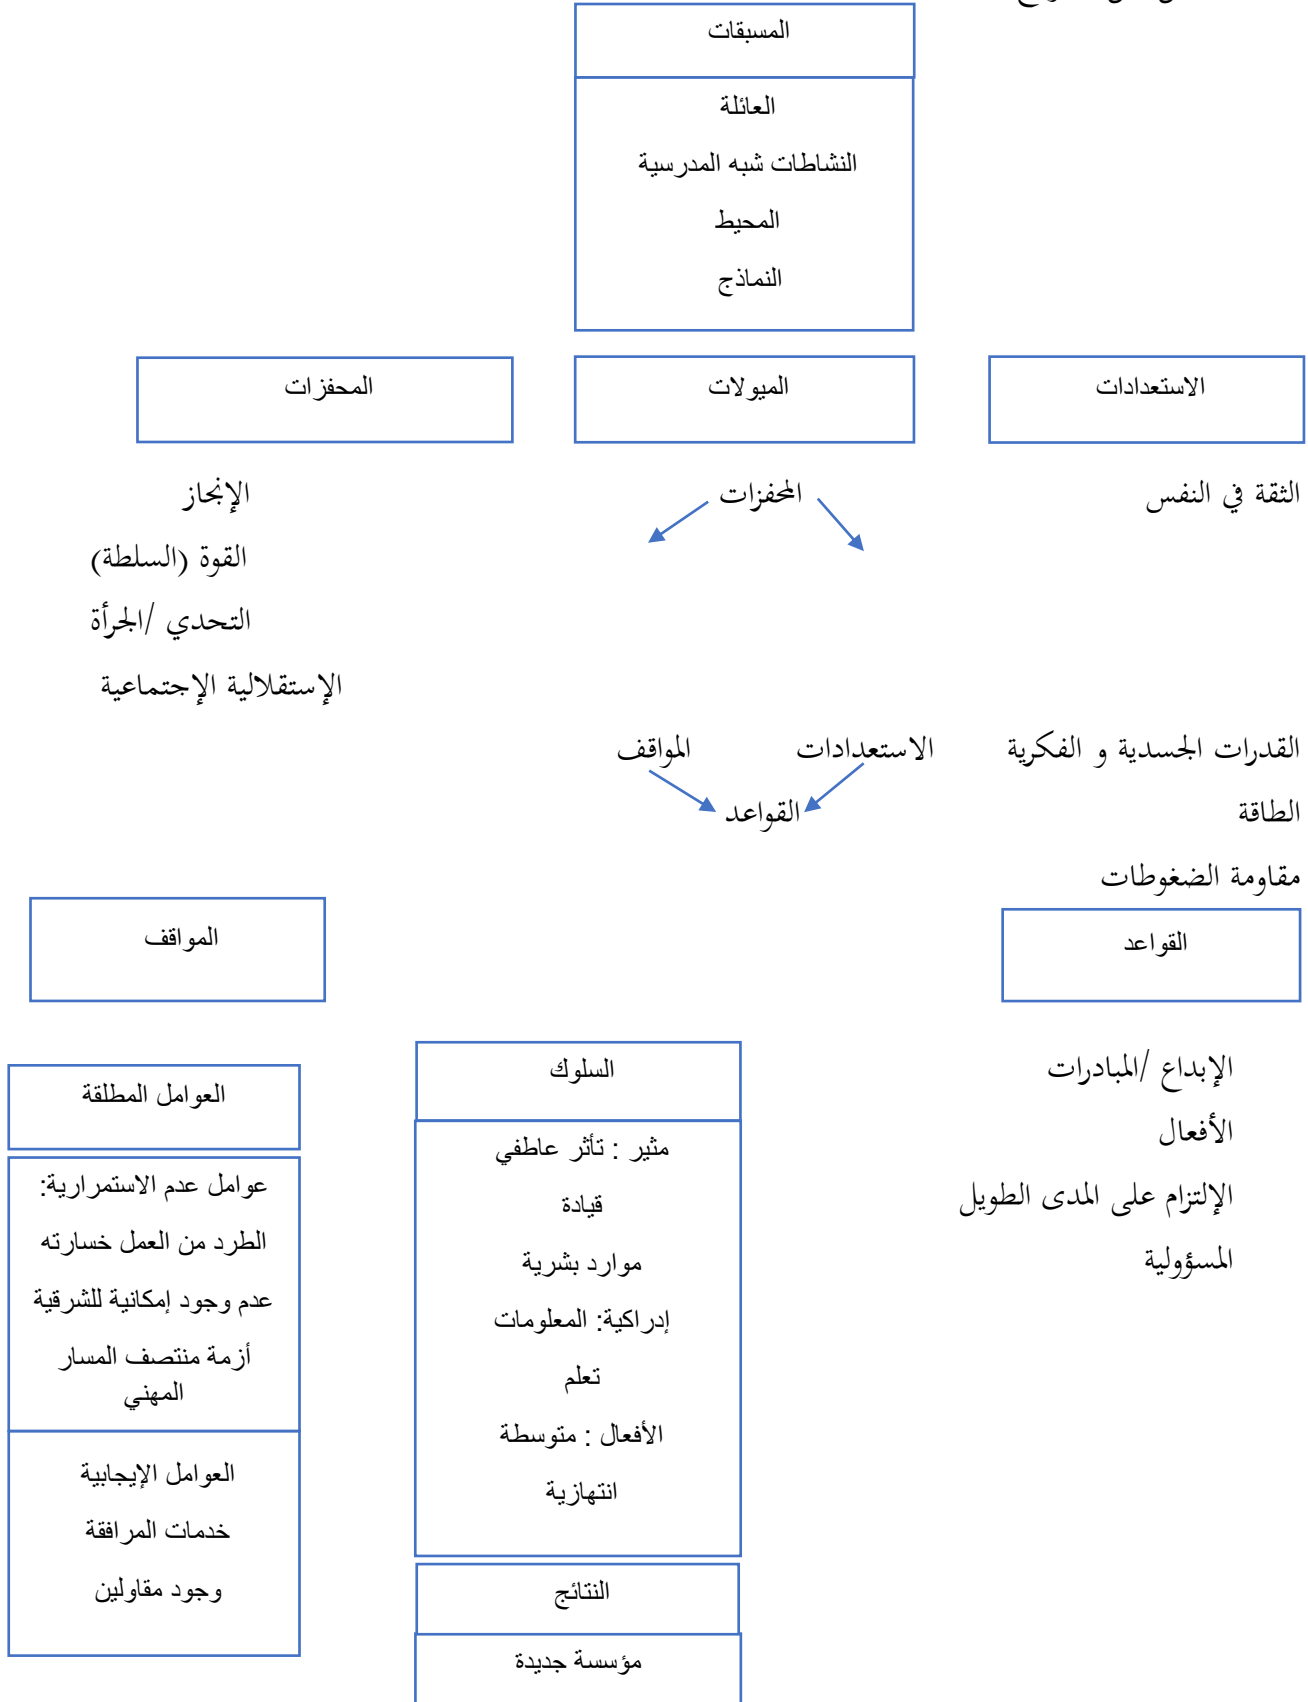 المسبقات
العائلة
النشاطات شبه المدرسية
المحيط
النماذج
الاستعدادات
الميولات
المحفزات
الثقة في النفس
المحفزات
الإنجاز
القوة (السلطة)
التحدي /الجرأة
الإستقلالية الإجتماعية
القدرات الجسدية و الفكرية
الاستعدادات
المواقف
الطاقة
القواعد
مقاومة الضغوطات
القواعد
المواقف
الإبداع /المبادرات
الأفعال
الإلتزام على المدى الطويل
المسؤولية
السلوك
مثير : تأثر عاطفي
قيادة
موارد بشرية
إدراكية: المعلومات
تعلم
الأفعال : متوسطة
انتهازية
النتائج
مؤسسة جديدة
العوامل المطلقة
عوامل عدم الاستمرارية:
الطرد من العمل خسارته
عدم وجود إمكانية للشرقية
أزمة منتصف المسار
المهني
العوامل الإيجابية
خدمات المرافقة
وجود مقاولين